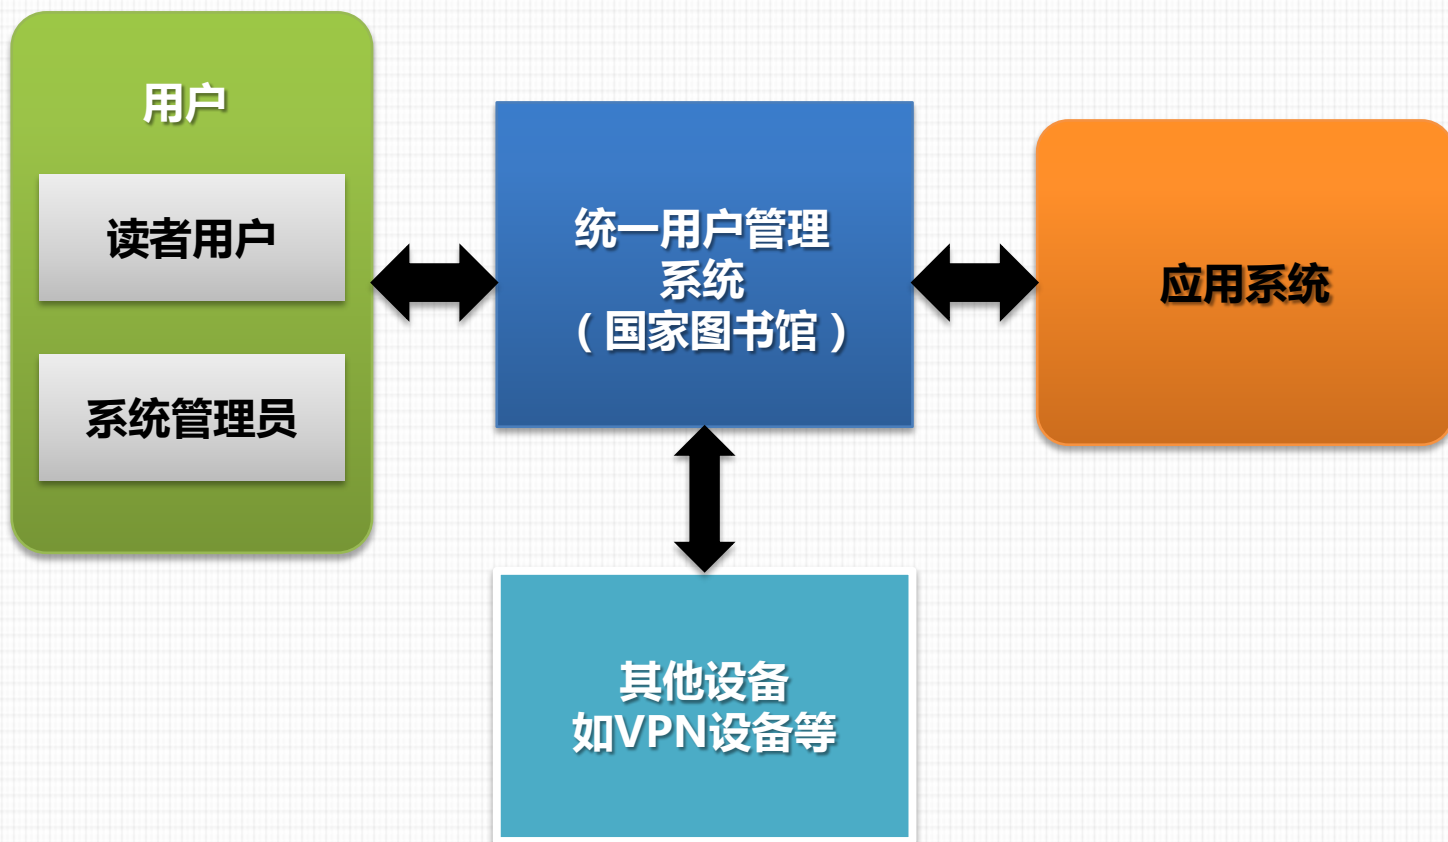 用户
读者用户
系统管理员
统一用户管理
系统
（国家图书馆）
应用系统
其他设备
如VPN设备等